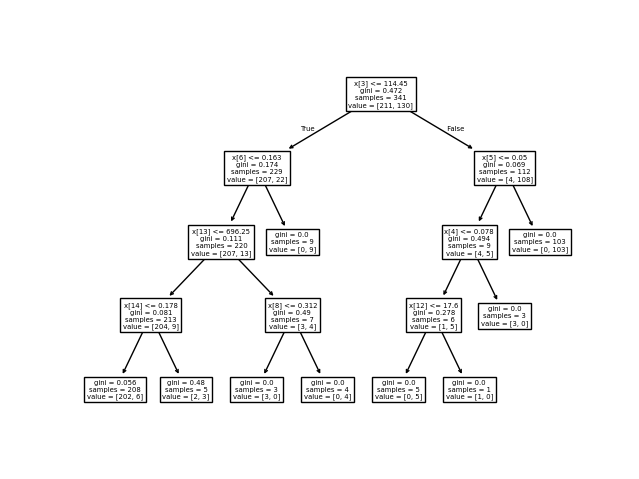 x[3] <= 114.45
gini = 0.472
samples = 341
value = [211, 130]
True
False
x[6] <= 0.163
gini = 0.174
samples = 229
value = [207, 22]
x[5] <= 0.05
gini = 0.069
samples = 112
value = [4, 108]
x[13] <= 696.25
gini = 0.111
samples = 220
value = [207, 13]
gini = 0.0
samples = 9
value = [0, 9]
x[4] <= 0.078
gini = 0.494
samples = 9
value = [4, 5]
gini = 0.0
samples = 103
value = [0, 103]
x[14] <= 0.178
gini = 0.081
samples = 213
value = [204, 9]
x[8] <= 0.312
gini = 0.49
samples = 7
value = [3, 4]
x[12] <= 17.6
gini = 0.278
samples = 6
value = [1, 5]
gini = 0.0
samples = 3
value = [3, 0]
gini = 0.056
samples = 208
value = [202, 6]
gini = 0.48
samples = 5
value = [2, 3]
gini = 0.0
samples = 3
value = [3, 0]
gini = 0.0
samples = 4
value = [0, 4]
gini = 0.0
samples = 5
value = [0, 5]
gini = 0.0
samples = 1
value = [1, 0]